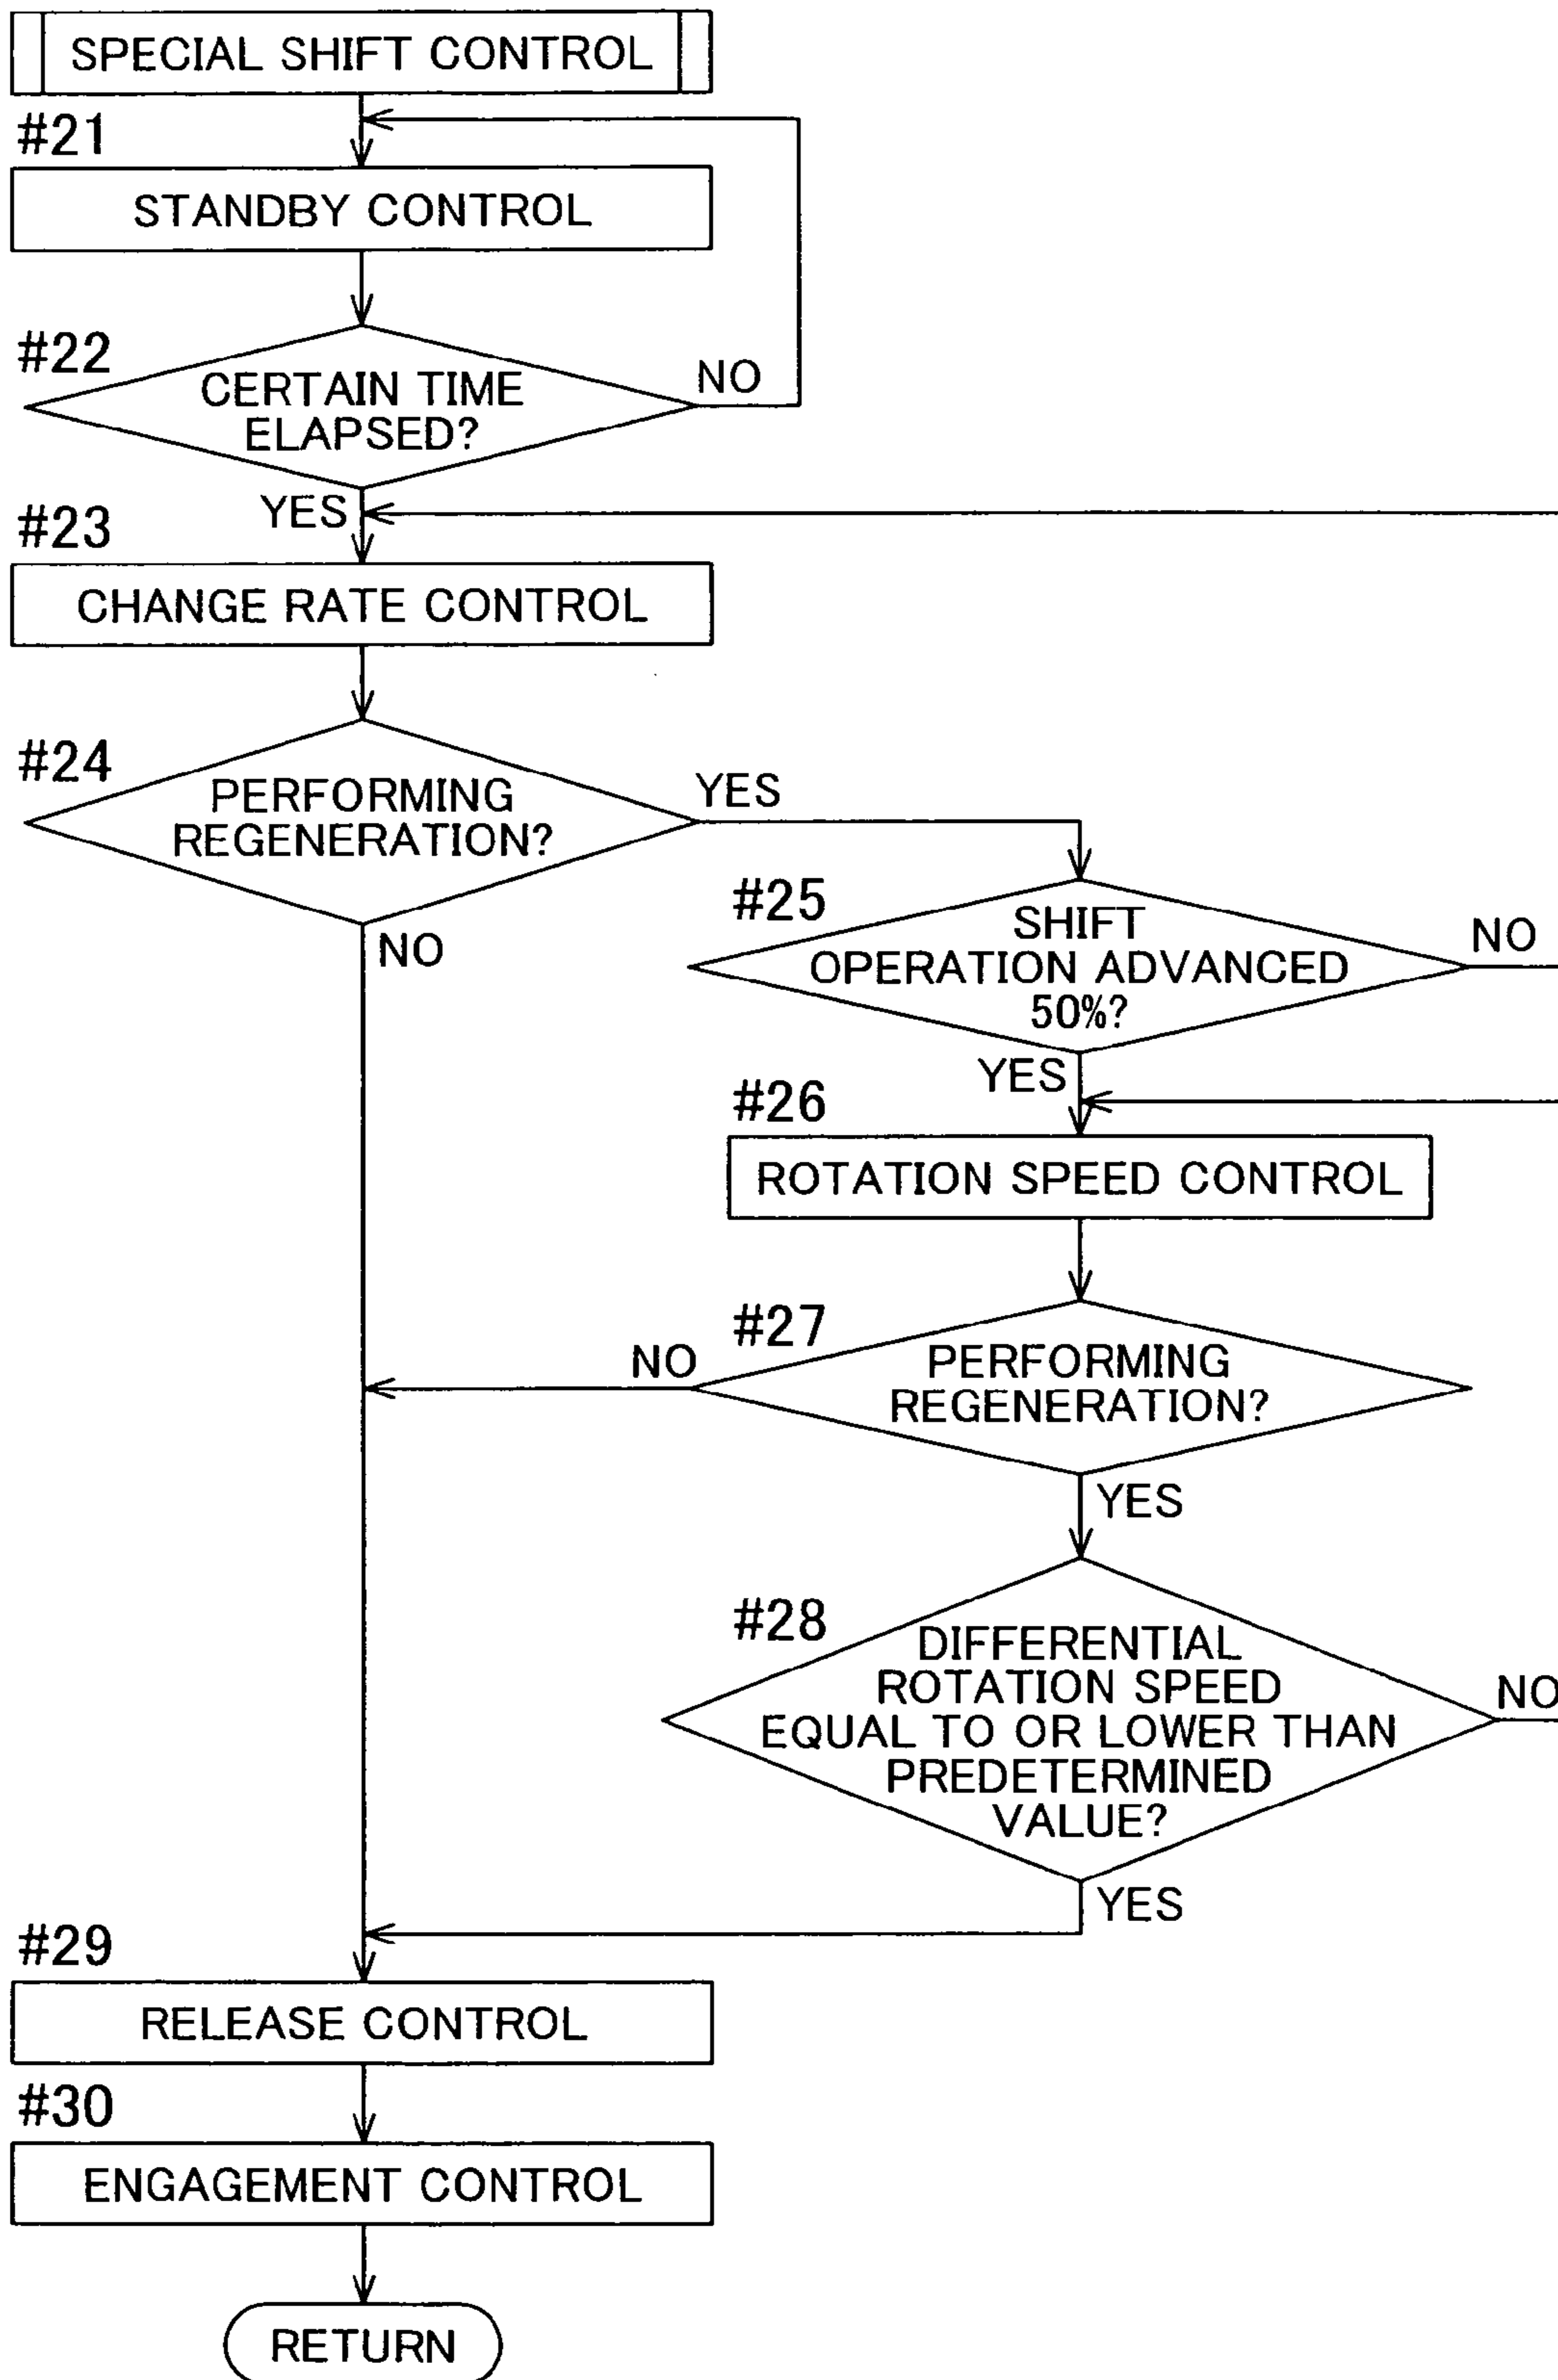 SPECIAL SHIFT CONTROL
#21
STANDBY CONTROL
#22
CERTAIN TIME
ELAPSED?
NO
YES
#23
CHANGE RATE CONTROL
#24
PERFORMING
REGENERATION?
YES
NO
#25
SHIFT
OPERATION ADVANCED
50%?
NO
YES
#26
ROTATION SPEED CONTROL
#27
PERFORMING
REGENERATION?
NO
YES
#28
DIFFERENTIAL
ROTATION SPEED
EQUAL TO OR LOWER THAN
PREDETERMINED
VALUE?
NO
YES
#29
RELEASE CONTROL
#30
ENGAGEMENT CONTROL
RETURN